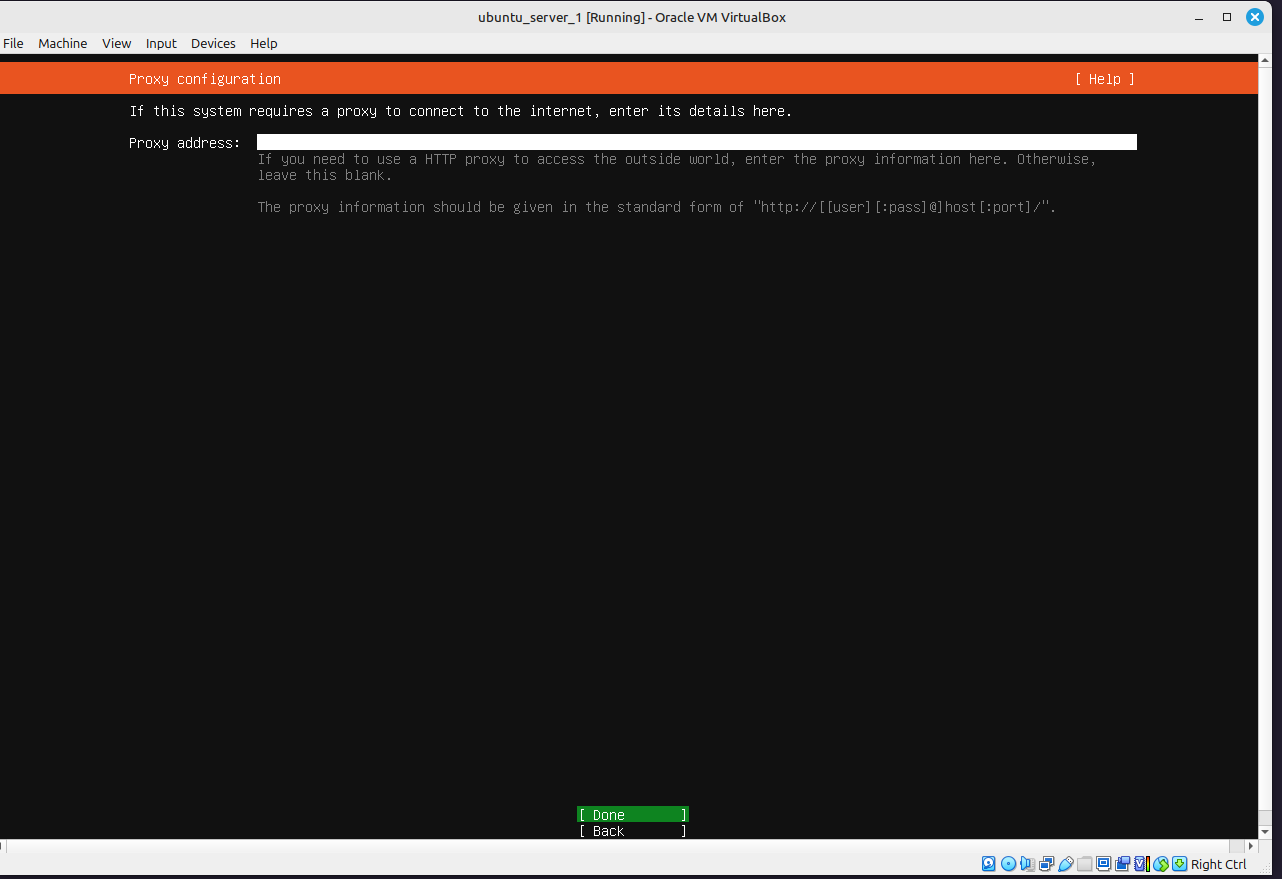 ubuntu_server_1 [Running] - Oracle VM VirtualBox
File Machine View Input Devices Help
Proxy configuration [ Help ]
If this system requires a proxy to connect to the internet, enter its details here.
Proxy address:
If you need to use a HTTP proxy to access the outside world, enter the proxy information here. Otherwise,
leave this blank.
The proxy information should be given in the standard form of "http://[[user][:pass]@]host[:port]/".
[ Done ]
[ Back ]
Right Ctrl